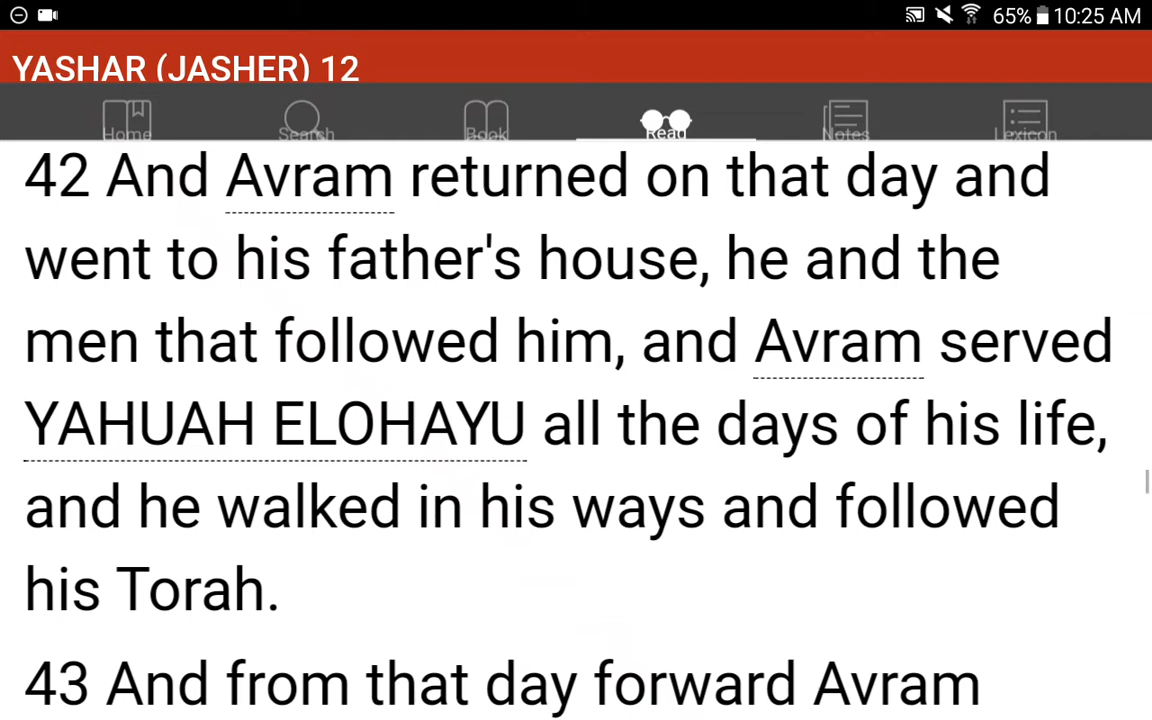 65% 10:25 AM
YASHAR (JASHER) 12
Home Search Book Read Notes Lexicon
42 And Avram returned on that day and
went to his father's house, he and the
men that followed him, and Avram served
YAHUAH ELOHAYU all the days of his life,
and he walked in his ways and followed
his Torah.
43 And from that day forward Avram